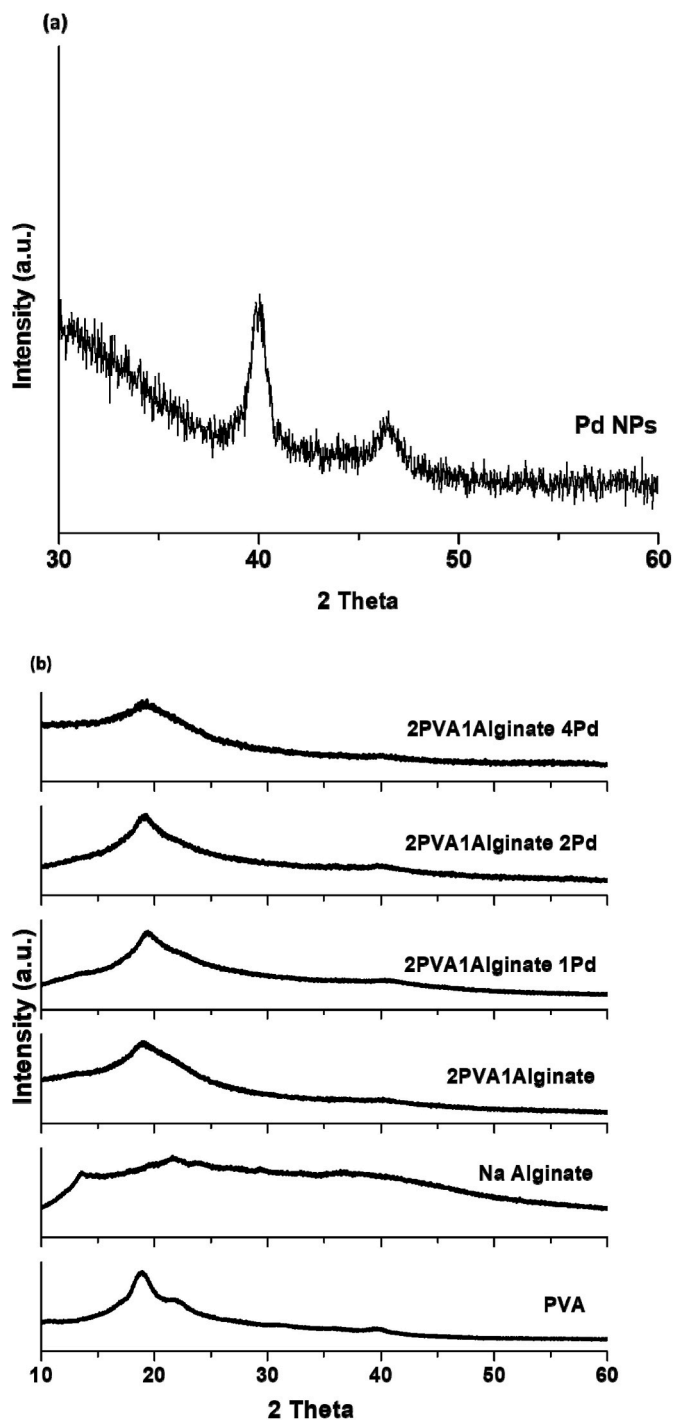 (a)
Intensity (a.u.)
Pd NPs
30 40 50 60
2 Theta
(b)
Intensity (a.u.)
2PVA1Alginate 4Pd
2PVA1Alginate 2Pd
2PVA1Alginate 1Pd
2PVA1Alginate
Na Alginate
PVA
10 20 30 40 50 60
2 Theta